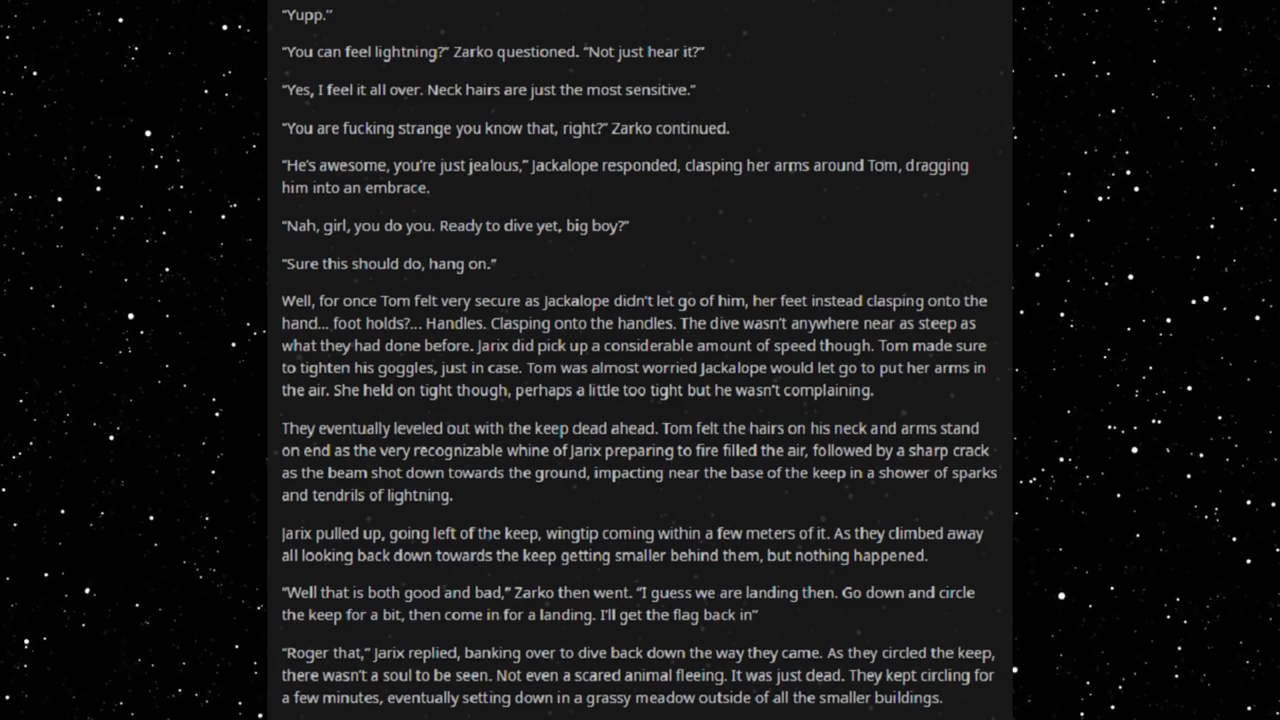 “Yupp.”
“You can feel lightning?” Zarko questioned. “Not just hear it?”
“Yes, I feel it all over. Neck hairs are just the most sensitive.”
“You are fucking strange you know that, right?” Zarko continued.
“He’s awesome, you’re just jealous,” Jackalope responded, clasping her arms around Tom, dragging
him into an embrace.
“Nah, girl, you do you. Ready to dive yet, big boy?”
“Sure this should do, hang on.”
Well, for once Tom felt very secure as Jackalope didn’t let go of him, her feet instead clasping onto the
hand... foot holds?... Handles. Clasping onto the handles. The dive wasn’t anywhere near as steep as
what they had done before. Jarix did pick up a considerable amount of speed though. Tom made sure
to tighten his goggles, just in case. Tom was almost worried Jackalope would let go to put her arms in
the air. She held on tight though, perhaps a little too tight but he wasn’t complaining.
They eventually leveled out with the keep dead ahead. Tom felt the hairs on his neck and arms stand
on end as the very recognizable whine of Jarix preparing to fire filled the air, followed by a sharp crack
as the beam shot down towards the ground, impacting near the base of the keep in a shower of sparks
and tendrils of lightning.
Jarix pulled up, going left of the keep, wingtip coming within a few meters of it. As they climbed away
all looking back down towards the keep getting smaller behind them, but nothing happened.
“Well that is both good and bad,” Zarko then went. “I guess we are landing then. Go down and circle
the keep for a bit, then come in for a landing. I’ll get the flag back in”
“Roger that,” Jarix replied, banking over to dive back down the way they came. As they circled the keep,
there wasn’t a soul to be seen. Not even a scared animal fleeing. It was just dead. They kept circling for
a few minutes, eventually setting down in a grassy meadow outside of all the smaller buildings.